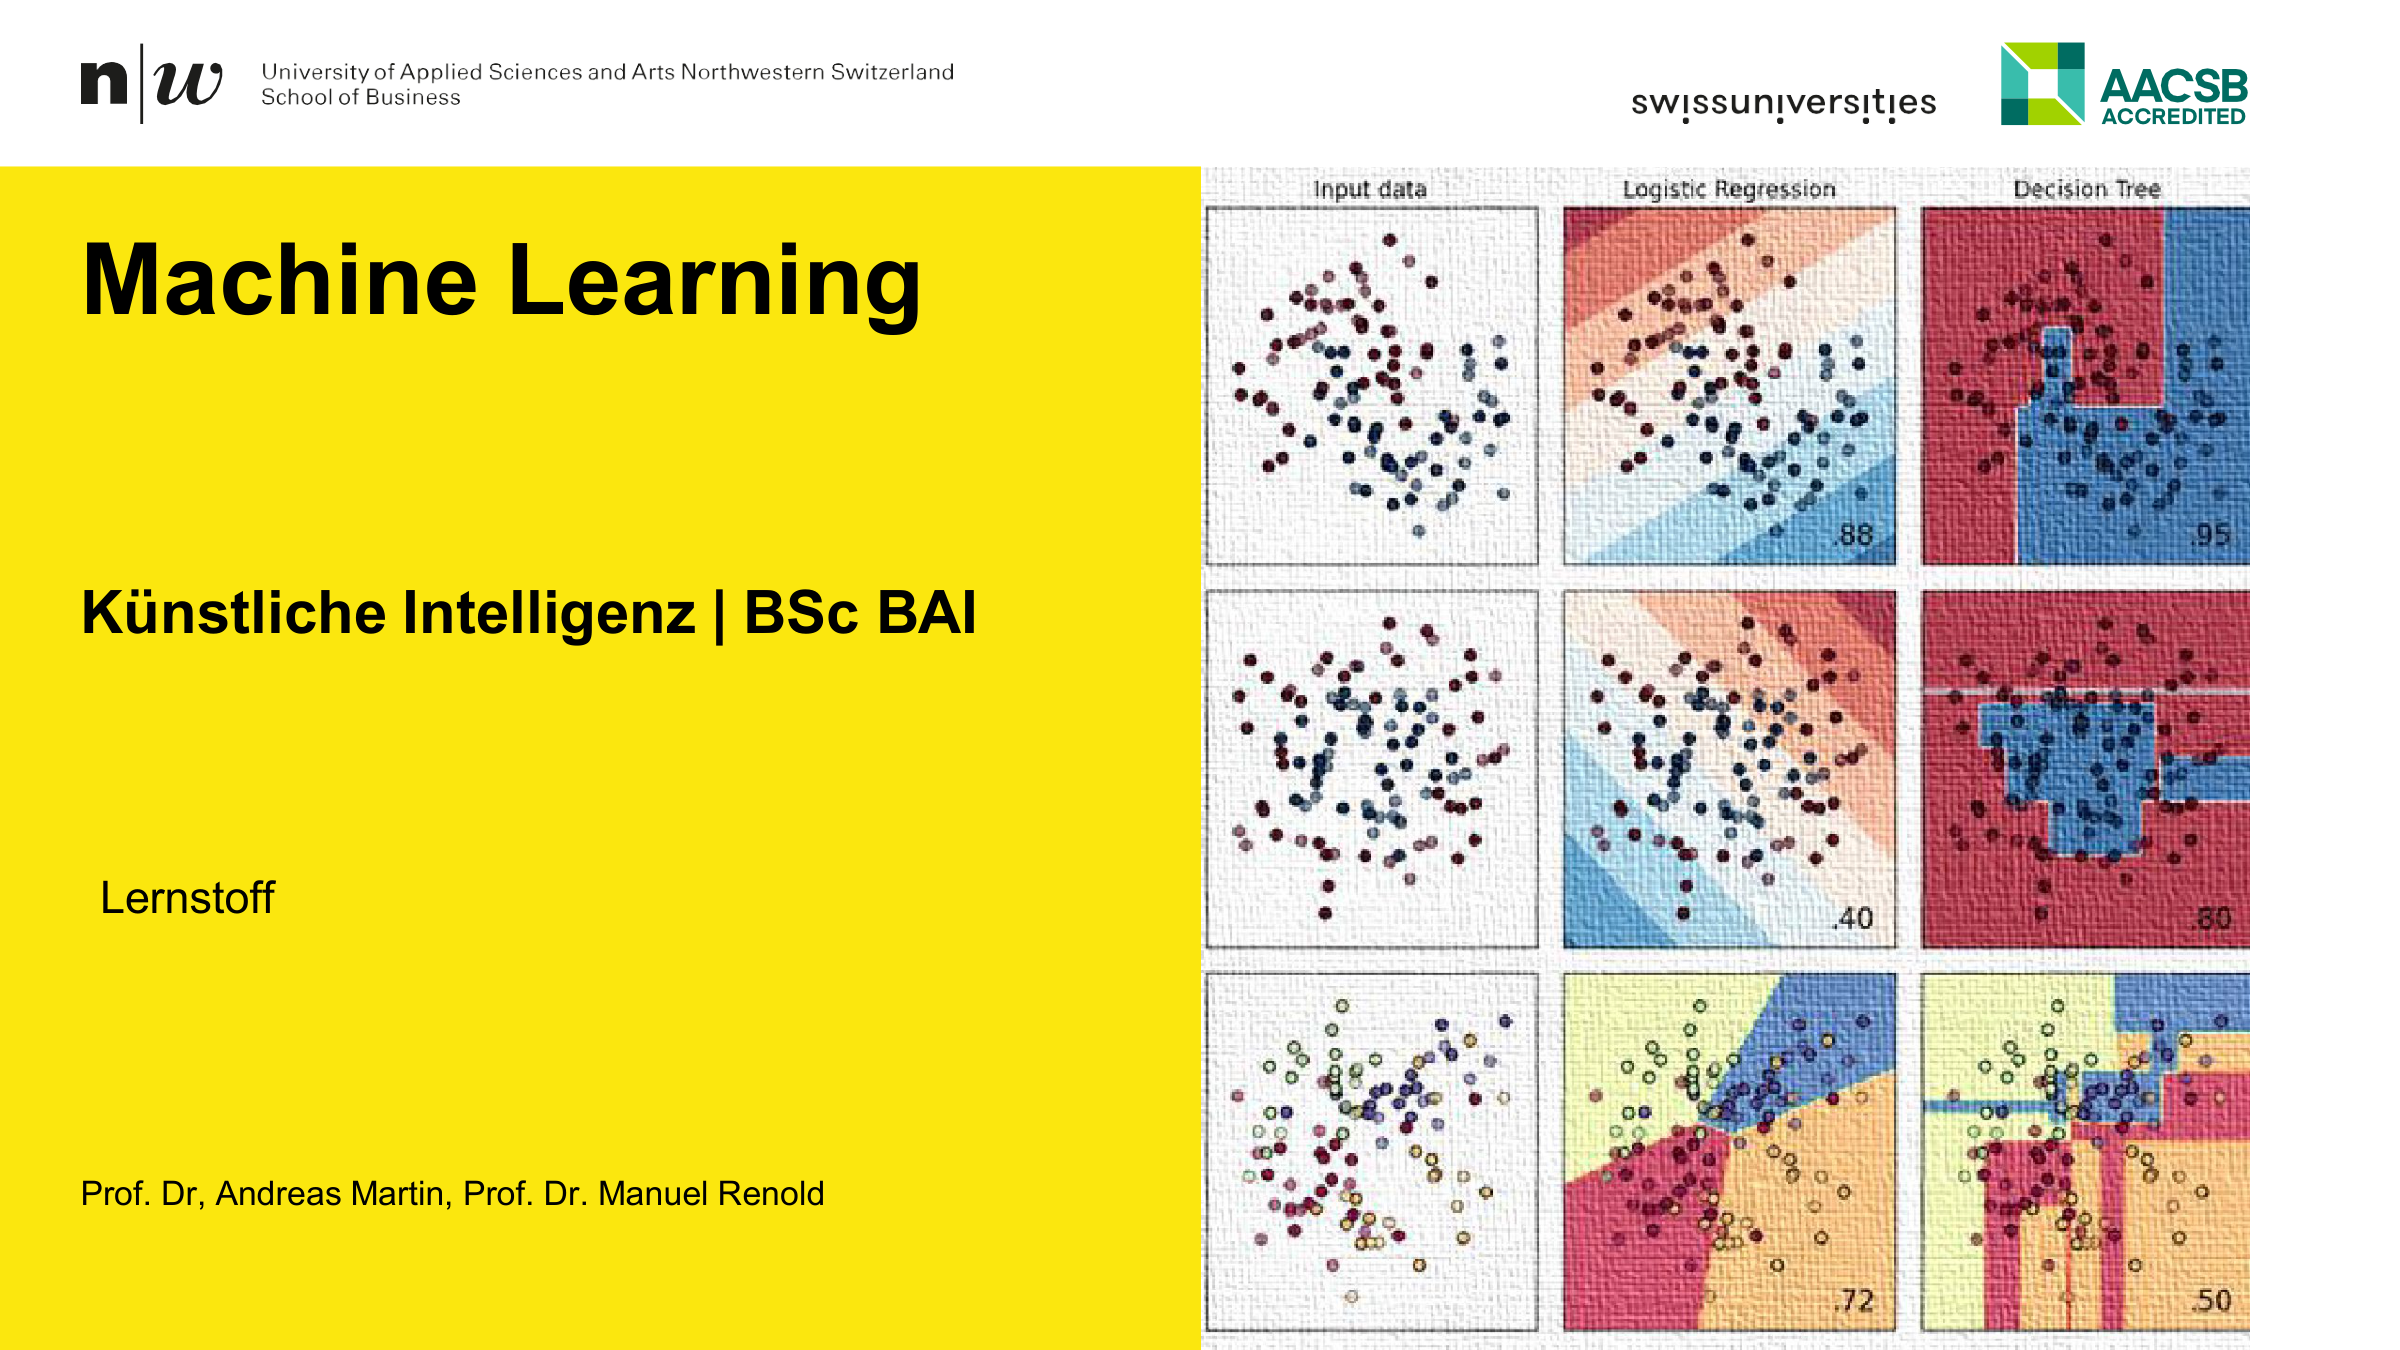 n|w University of Applied Sciences and Arts Northwestern Switzerland
School of Business
swissuniversities
AACSB
ACCREDITED
Machine Learning
Künstliche Intelligenz | BSc BAI
Lernstoff
Prof. Dr, Andreas Martin, Prof. Dr. Manuel Renold
Input data
Logistic Regression
Decision Tree
.88
.95
.40
.80
.72
.50